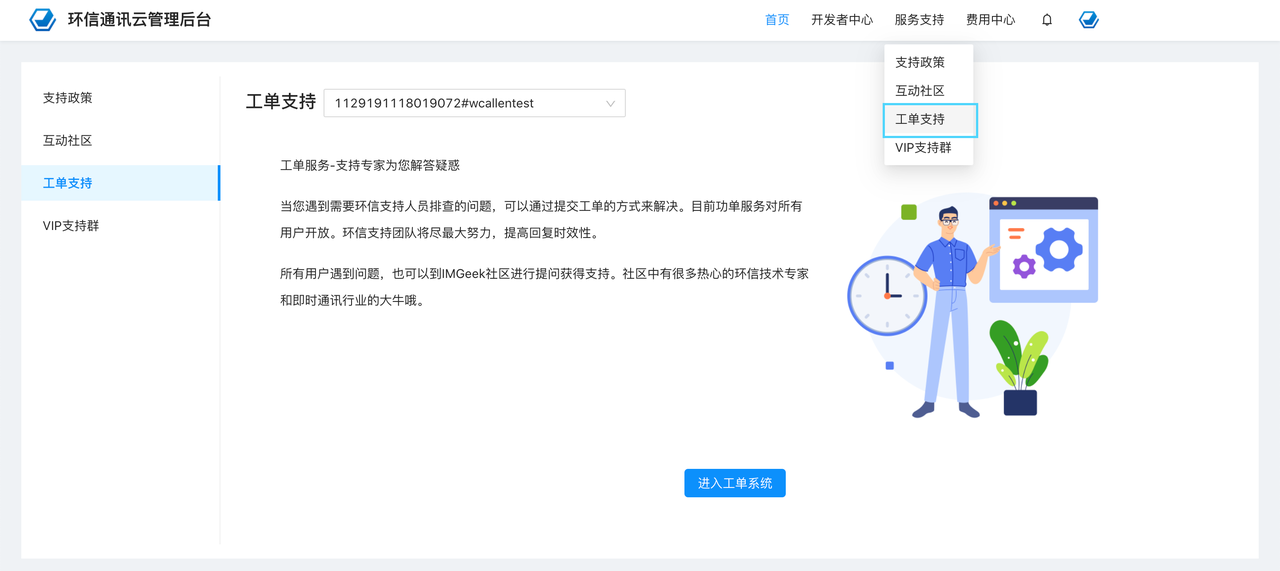 环信通讯云管理后台
首页
开发者中心
服务支持
费用中心
支持政策
互动社区
工单支持
VIP支持群
支持政策
互动社区
工单支持
VIP支持群
工单支持
1129191118019072#wcallentest
工单服务-支持专家为您解答疑惑
当您遇到需要环信支持人员排查的问题，可以通过提交工单的方式来解决。目前功单服务对所有
用户开放。环信支持团队将尽最大努力，提高回复时效性。
所有用户遇到问题，也可以到IMGeek社区进行提问获得支持。社区中有很多热心的环信技术专家
和即时通讯行业的大牛哦。
进入工单系统